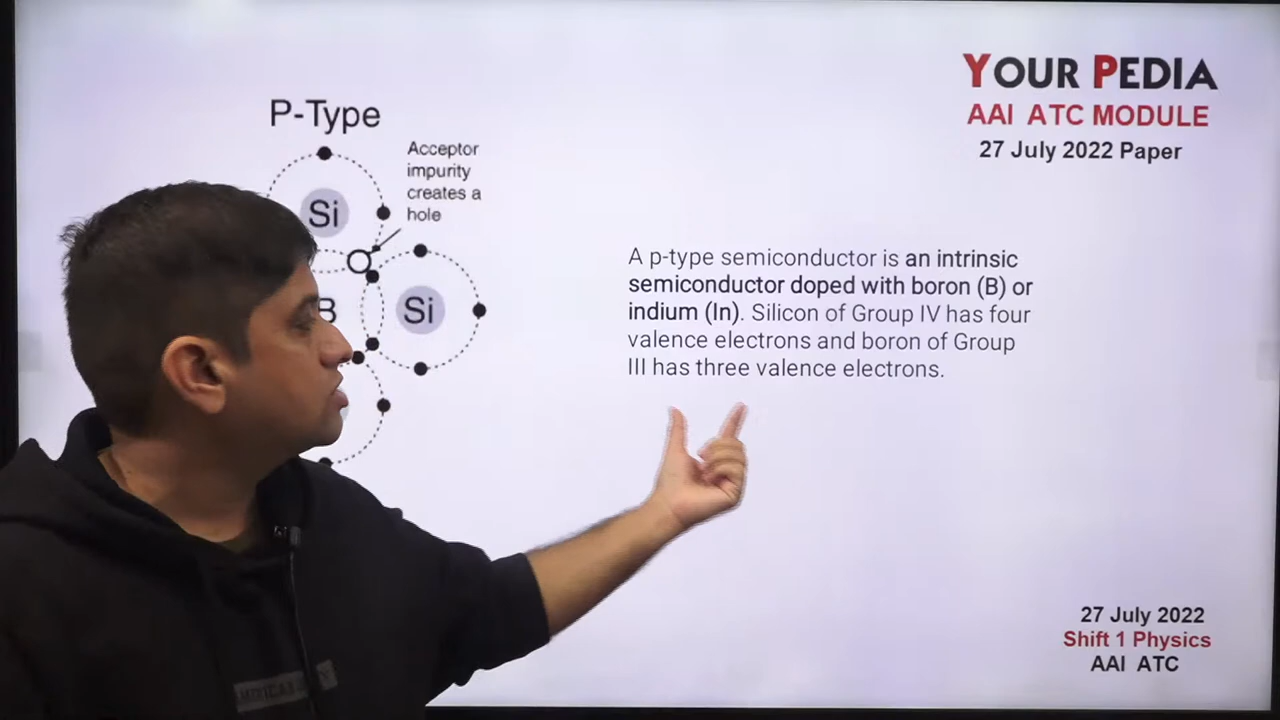 YOUR PEDIA
AAI ATC MODULE
27 July 2022 Paper
P-Type
Acceptor
impurity
creates a
hole
Si
B
Si
A p-type semiconductor is an intrinsic
semiconductor doped with boron (B) or
indium (In). Silicon of Group IV has four
valence electrons and boron of Group
III has three valence electrons.
27 July 2022
Shift 1 Physics
AAI ATC